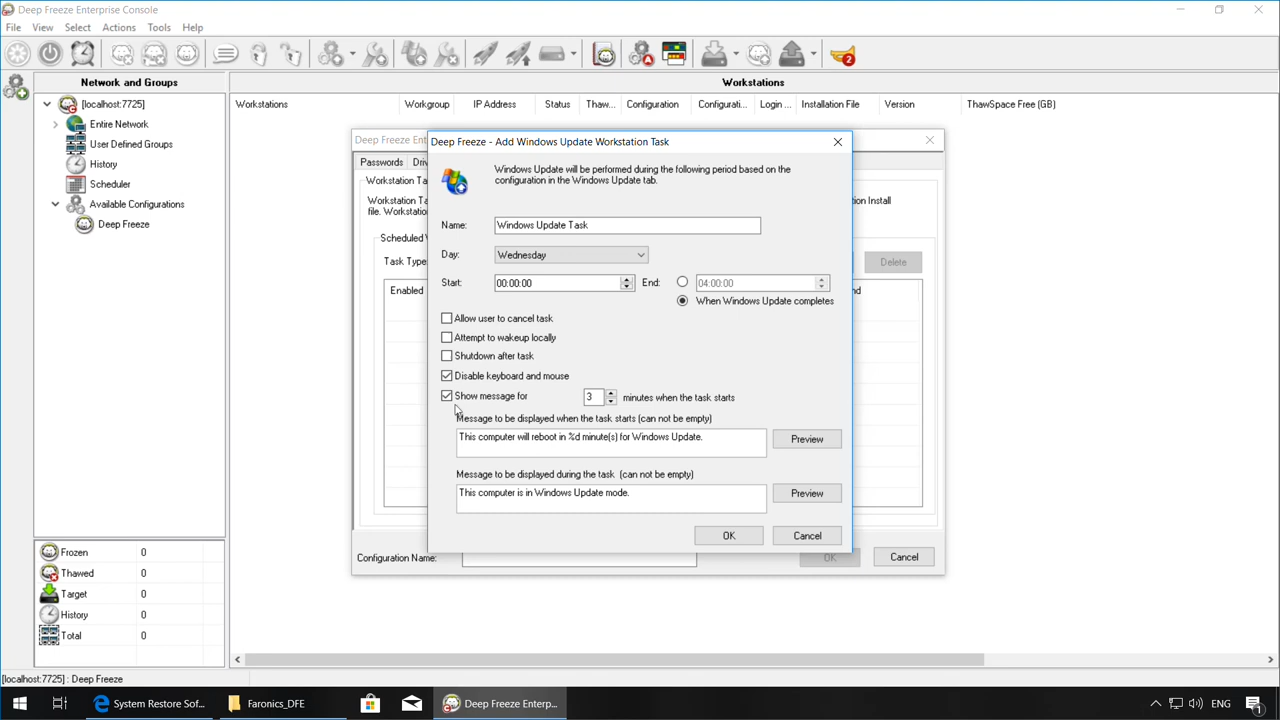 Deep Freeze Enterprise Console
File View Select Actions Tools Help
2
Network and Groups
Workstations
[localhost:7725]
Entire Network
User Defined Groups
History
Scheduler
Available Configurations
Deep Freeze
Workstations Workgroup IP Address Status Thaw... Configuration Configurati... Login ... Installation File Version ThawSpace Free (GB)
Deep Freeze Ent
Passwords Driv
Workstation Ta
Workstation Ta
ion Install
file. Workstatio
Scheduled W
Task Type:
Delete
Enabled
nd
Configuration Name:
OK
Cancel
Deep Freeze - Add Windows Update Workstation Task
Windows Update will be performed during the following period based on the
configuration in the Windows Update tab.
Name: Windows Update Task
Day: Wednesday
Start: 00:00:00 End: 04:00:00
When Windows Update completes
Allow user to cancel task
Attempt to wakeup locally
Shutdown after task
Disable keyboard and mouse
Show message for 3 minutes when the task starts
Message to be displayed when the task starts (can not be empty)
This computer will reboot in %d minute(s) for Windows Update.
Preview
Message to be displayed during the task (can not be empty)
This computer is in Windows Update mode.
Preview
OK
Cancel
Frozen 0
Thawed 0
Target 0
History 0
Total 0
[localhost:7725] : Deep Freeze
System Restore Sof...
Faronics_DFE
Deep Freeze Enterp...
ENG
1